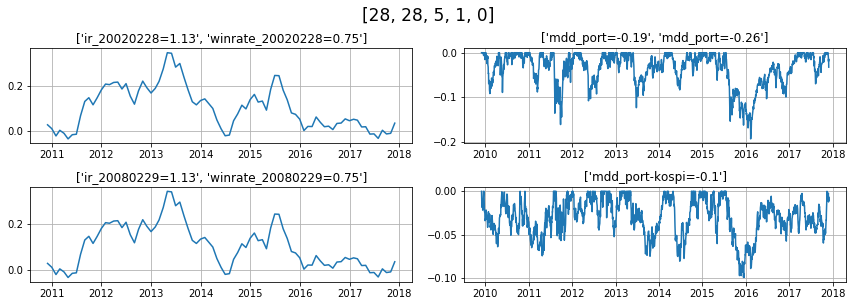 [28, 28, 5, 1, 0]
['ir_20020228=1.13', 'winrate_20020228=0.75']
0.2
0.0
2011 2012 2013 2014 2015 2016 2017 2018
['mdd_port=-0.19', 'mdd_port=-0.26']
0.0
−0.1
−0.2
2010 2011 2012 2013 2014 2015 2016 2017 2018
['ir_20080229=1.13', 'winrate_20080229=0.75']
0.2
0.0
2011 2012 2013 2014 2015 2016 2017 2018
['mdd_port-kospi=-0.1']
0.00
−0.05
−0.10
2010 2011 2012 2013 2014 2015 2016 2017 2018